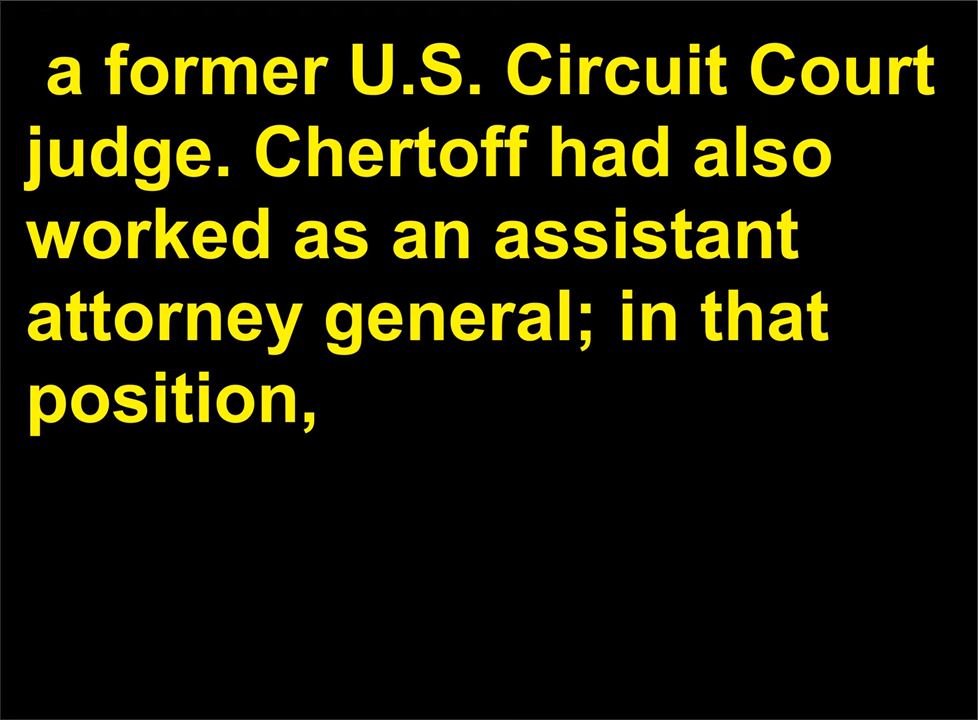 a former U.S. Circuit Court
judge. Chertoff had also
worked as an assistant
attorney general; in that
position,